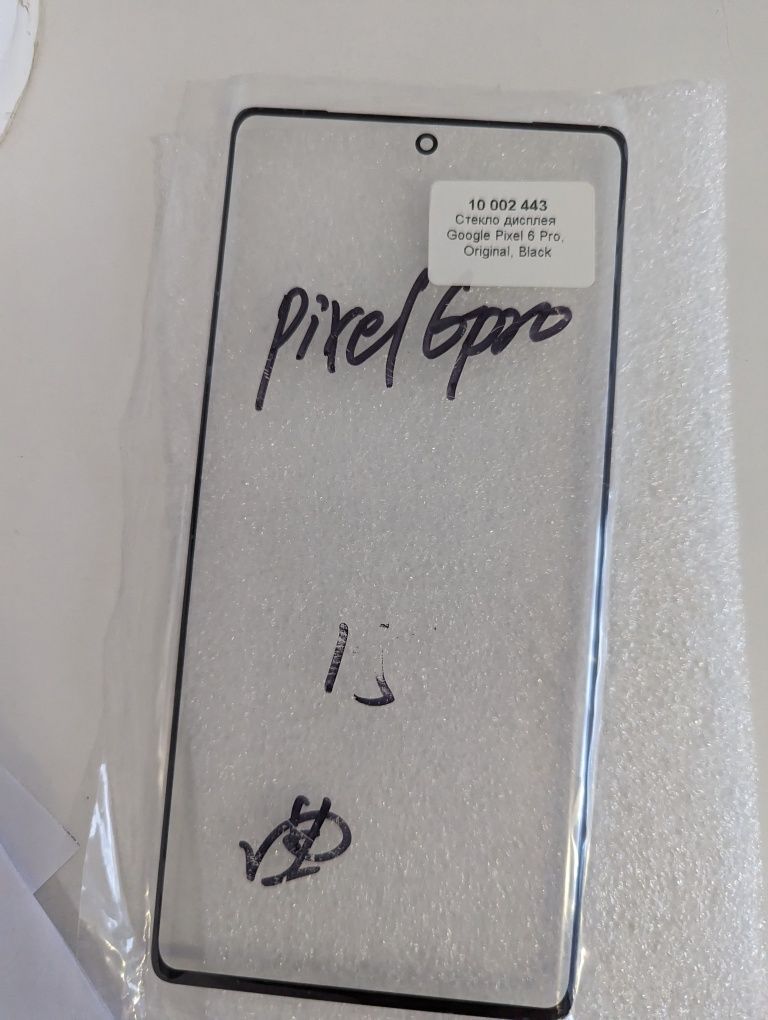 10 002 443
Стекло дисплея
Google Pixel 6 Pro,
Original, Black
pixel 6pro